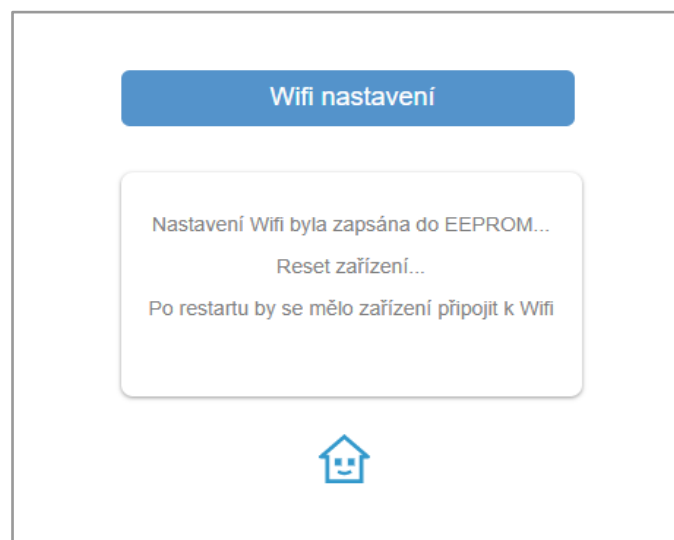 Wifi nastavení
Nastavení Wifi byla zapsána do EEPROM...
Reset zařízení...
Po restartu by se mělo zařízení připojit k Wifi